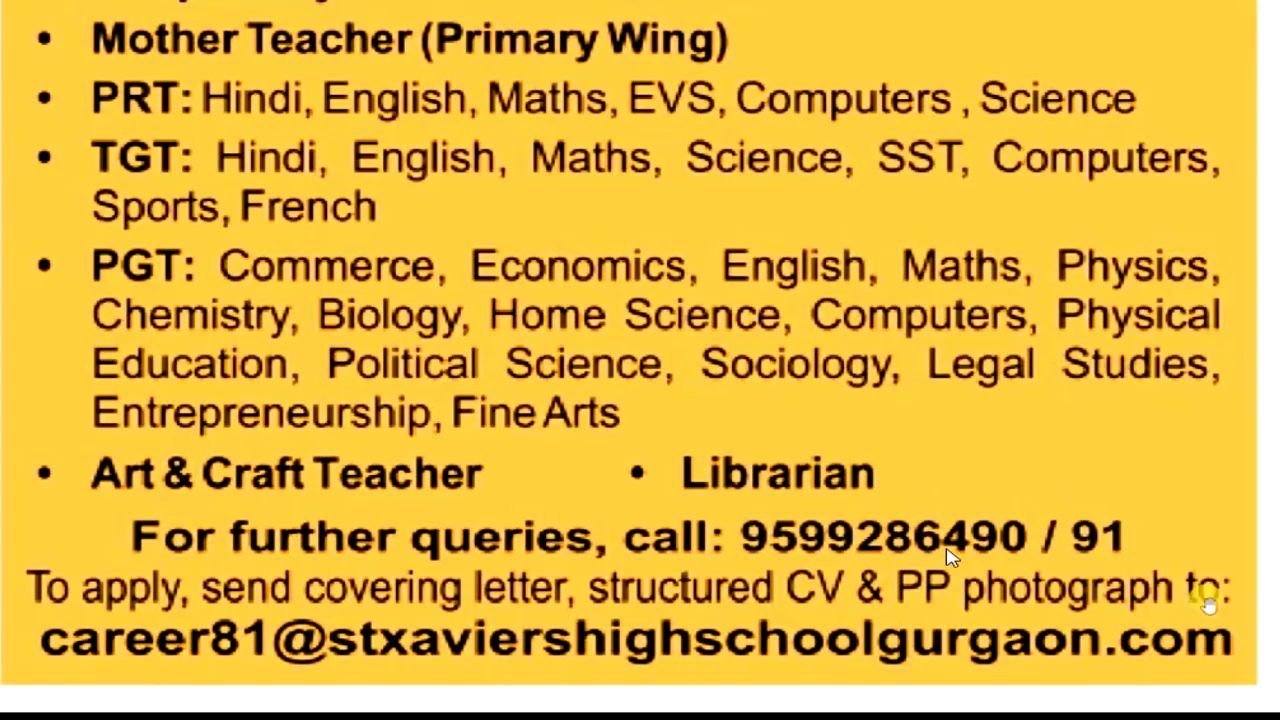 • Mother Teacher (Primary Wing)
• PRT: Hindi, English, Maths, EVS, Computers , Science
• TGT: Hindi, English, Maths, Science, SST, Computers,
Sports, French
• PGT: Commerce, Economics, English, Maths, Physics,
Chemistry, Biology, Home Science, Computers, Physical
Education, Political Science, Sociology, Legal Studies,
Entrepreneurship, Fine Arts
• Art & Craft Teacher • Librarian
For further queries, call: 9599286490 / 91
To apply, send covering letter, structured CV & PP photograph to:
career81@stxaviershighschoolgurgaon.com